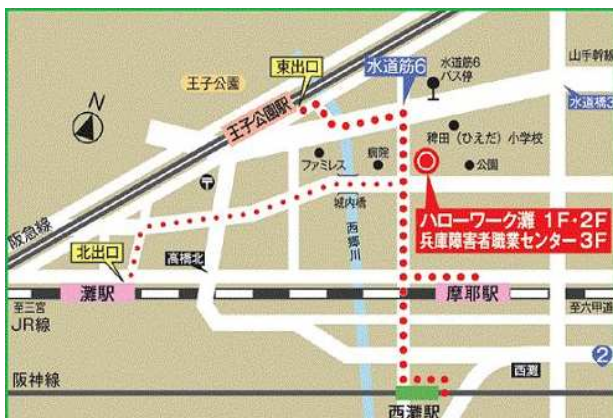 東出口
水道筋6
水道筋6
バス停
山手幹線
王子公園
N
王子公園駅
水道橋3
稗田（ひえだ）小学校
ファミレス
病院
公園
〒
城内橋
ハローワーク灘 1F・2F
兵庫障害者職業センター3F
阪急線
西郷川
北出口
高橋北
灘駅
摩耶駅
至三宮
JR線
至六甲道
2
阪神線
西灘
西灘駅